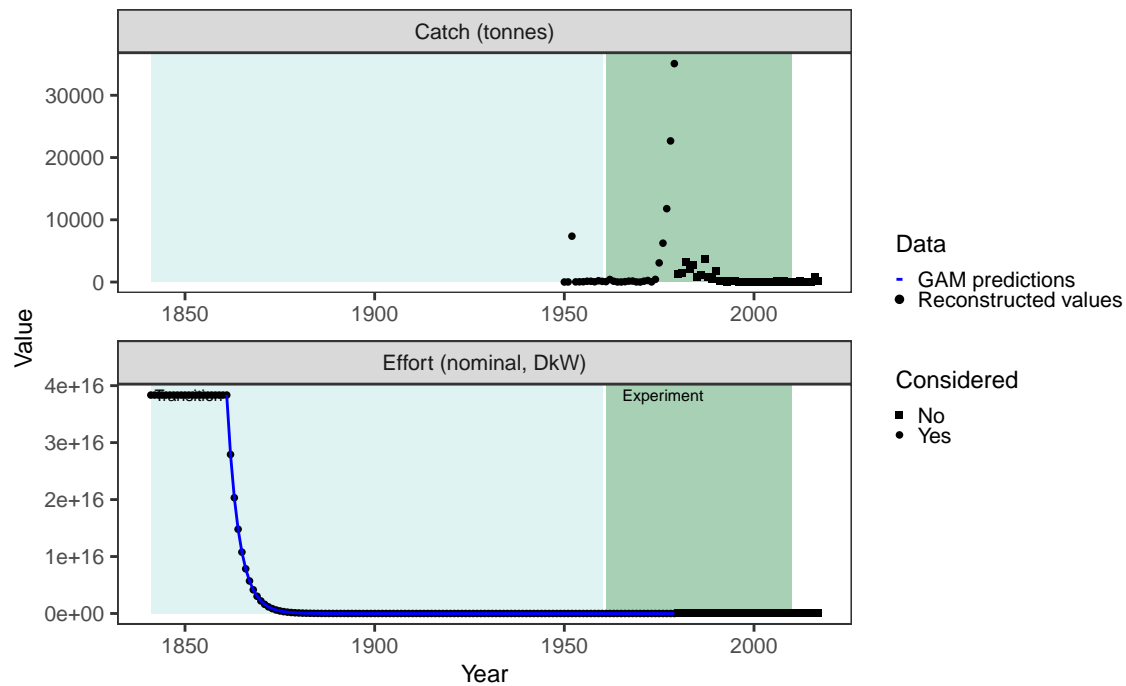 Catch (tonnes)
30000
20000
10000
0
1850
1900
1950
2000
Value
Effort (nominal, DkW)
4e+16
3e+16
2e+16
1e+16
0e+00
Transition
Experiment
1850
1900
1950
2000
Year
Data
GAM predictions
Reconstructed values
Considered
No
Yes